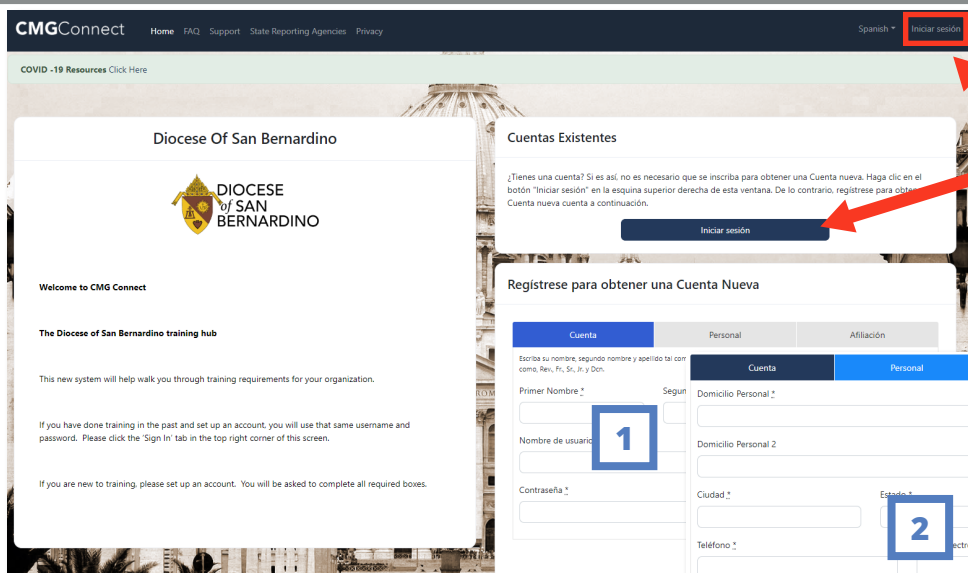 CMGConnect Home FAQ Support State Reporting Agencies Privacy Spanish Iniciar sesión
COVID -19 Resources Click Here
Diocese Of San Bernardino
DIOCESE
of SAN
BERNARDINO
Welcome to CMG Connect
The Diocese of San Bernardino training hub
This new system will help walk you through training requirements for your organization.
If you have done training in the past and set up an account, you will use that same username and
password. Please click the 'Sign In' tab in the top right corner of this screen.
If you are new to training, please set up an account. You will be asked to complete all required boxes.
Cuentas Existentes
¿Tienes una cuenta? Si es así, no es necesario que se inscriba para obtener una Cuenta nueva. Haga clic en el
botón "Iniciar sesión" en la esquina superior derecha de esta ventana. De lo contrario, regístrese para
Cuenta nueva cuenta a continuación.
Iniciar sesión
Regístrese para obtener una Cuenta Nueva
Cuenta Personal Afiliación
Escriba su nombre, segundo nombre y apellido tal
como, Rev., Fr., Sr., Jr. y Dcn.
Primer Nombre *
Nombre de usuario
1
Contraseña *
Cuenta Personal
Domicilio Personal *
Domicilio Personal 2
Ciudad * Estado *
2
Teléfono *